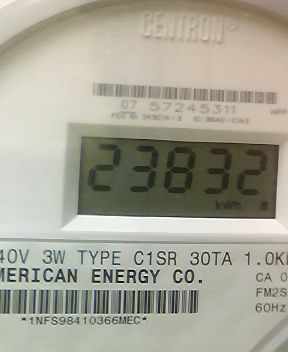 CENTRON®
07 57245311
23832
kWh
40V 3W TYPE C1SR 30TA 1.0K
MERICAN ENERGY CO.
CA 0
FM2S
60Hz
*1NFS98410366MEC*